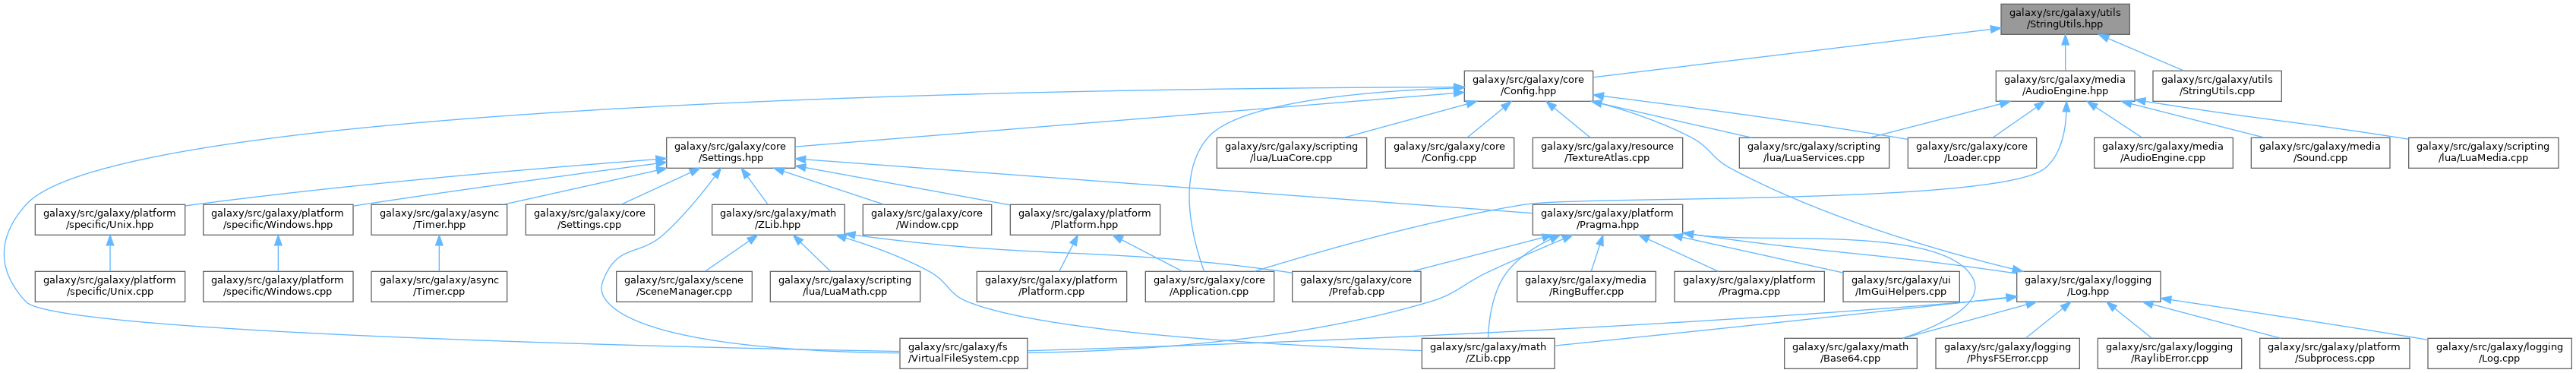 galaxy/src/galaxy/utils
/StringUtils.hpp
galaxy/src/galaxy/core
/Config.hpp
galaxy/src/galaxy/media
/AudioEngine.hpp
galaxy/src/galaxy/utils
/StringUtils.cpp
galaxy/src/galaxy/core
/Settings.hpp
galaxy/src/galaxy/scripting
/lua/LuaCore.cpp
galaxy/src/galaxy/core
/Config.cpp
galaxy/src/galaxy/resource
/TextureAtlas.cpp
galaxy/src/galaxy/scripting
/lua/LuaServices.cpp
galaxy/src/galaxy/core
/Loader.cpp
galaxy/src/galaxy/media
/AudioEngine.cpp
galaxy/src/galaxy/media
/Sound.cpp
galaxy/src/galaxy/scripting
/lua/LuaMedia.cpp
galaxy/src/galaxy/platform
/specific/Unix.hpp
galaxy/src/galaxy/platform
/specific/Windows.hpp
galaxy/src/galaxy/async
/Timer.hpp
galaxy/src/galaxy/core
/Settings.cpp
galaxy/src/galaxy/math
/ZLib.hpp
galaxy/src/galaxy/core
/Window.cpp
galaxy/src/galaxy/platform
/Platform.hpp
galaxy/src/galaxy/platform
/Pragma.hpp
galaxy/src/galaxy/platform
/specific/Unix.cpp
galaxy/src/galaxy/platform
/specific/Windows.cpp
galaxy/src/galaxy/async
/Timer.cpp
galaxy/src/galaxy/scene
/SceneManager.cpp
galaxy/src/galaxy/scripting
/lua/LuaMath.cpp
galaxy/src/galaxy/platform
/Platform.cpp
galaxy/src/galaxy/core
/Application.cpp
galaxy/src/galaxy/core
/Prefab.cpp
galaxy/src/galaxy/media
/RingBuffer.cpp
galaxy/src/galaxy/platform
/Pragma.cpp
galaxy/src/galaxy/ui
/ImGuiHelpers.cpp
galaxy/src/galaxy/logging
/Log.hpp
galaxy/src/galaxy/fs
/VirtualFileSystem.cpp
galaxy/src/galaxy/math
/ZLib.cpp
galaxy/src/galaxy/math
/Base64.cpp
galaxy/src/galaxy/logging
/PhysFSError.cpp
galaxy/src/galaxy/logging
/RaylibError.cpp
galaxy/src/galaxy/platform
/Subprocess.cpp
galaxy/src/galaxy/logging
/Log.cpp